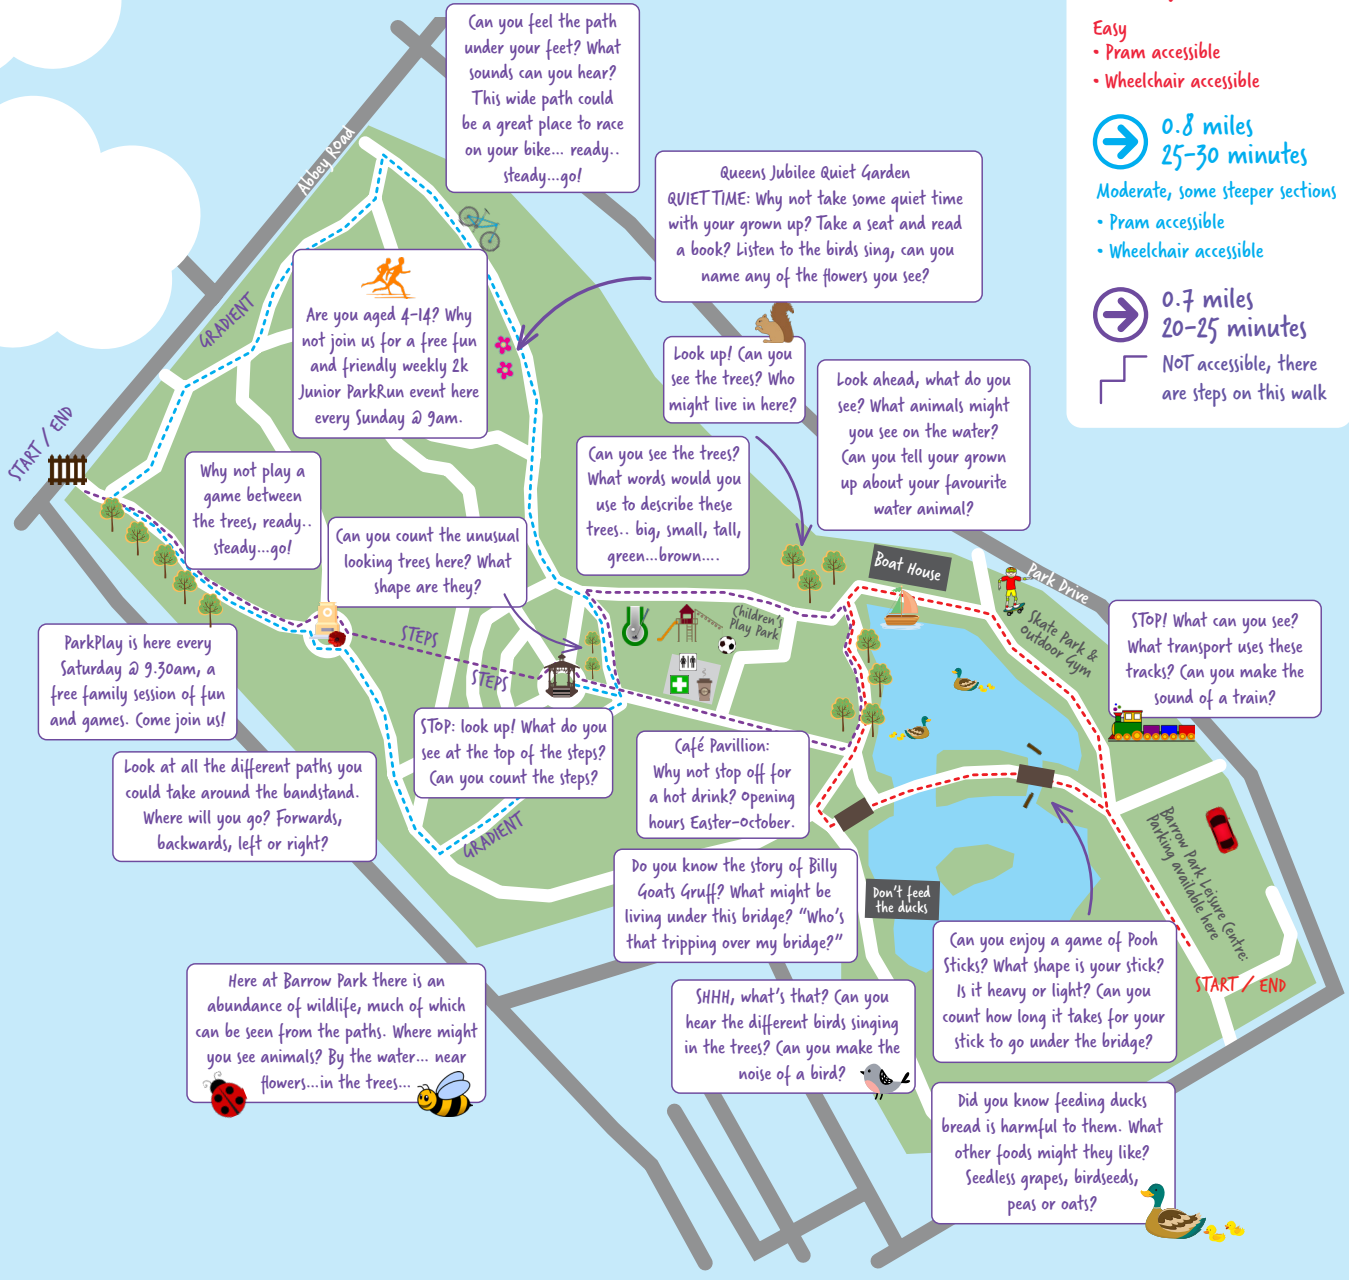 Can you feel the path
under your feet? What
sounds can you hear?
This wide path could
be a great place to race
on your bike... ready..
steady...go!
Easy
• Pram accessible
• Wheelchair accessible
0.8 miles
25-30 minutes
Moderate, some steeper sections
• Pram accessible
• Wheelchair accessible
0.7 miles
20-25 minutes
NOT accessible, there
are steps on this walk
Abbey Road
Queens Jubilee Quiet Garden
QUIET TIME: Why not take some quiet time
with your grown up? Take a seat and read
a book? Listen to the birds sing, can you
name any of the flowers you see?
GRADIENT
Are you aged 4-14? Why
not join us for a free fun
and friendly weekly 2k
Junior ParkRun event here
every Sunday @ 9am.
Look up! Can you
see the trees? Who
might live in here?
Look ahead, what do you
see? What animals might
you see on the water?
Can you tell your grown
up about your favourite
water animal?
START / END
Why not play a
game between
the trees, ready..
steady...go!
Can you see the trees?
What words would you
use to describe these
trees.. big, small, tall,
green...brown....
Can you count the unusual
looking trees here? What
shape are they?
Boat House
Park Drive
Skate Park &
Outdoor Gym
Children's
Play Park
STOP! What can you see?
What transport uses these
tracks? Can you make the
sound of a train?
ParkPlay is here every
Saturday @ 9.30am, a
free family session of fun
and games. Come join us!
STEPS
STEPS
STOP: look up! What do you
see at the top of the steps?
Can you count the steps?
Café Pavillion:
Why not stop off for
a hot drink? Opening
hours Easter-October.
Look at all the different paths you
could take around the bandstand.
Where will you go? Forwards,
backwards, left or right?
GRADIENT
Barrow Park Leisure Centre:
Parking available here
Do you know the story of Billy
Goats Gruff? What might be
living under this bridge? "Who's
that tripping over my bridge?"
Don't feed
the ducks
Can you enjoy a game of Pooh
Sticks? What shape is your stick?
Is it heavy or light? Can you
count how long it takes for your
stick to go under the bridge?
START / END
Here at Barrow Park there is an
abundance of wildlife, much of which
can be seen from the paths. Where might
you see animals? By the water... near
flowers...in the trees...
SHHH, what's that? Can you
hear the different birds singing
in the trees? Can you make the
noise of a bird?
Did you know feeding ducks
bread is harmful to them. What
other foods might they like?
Seedless grapes, birdseeds,
peas or oats?